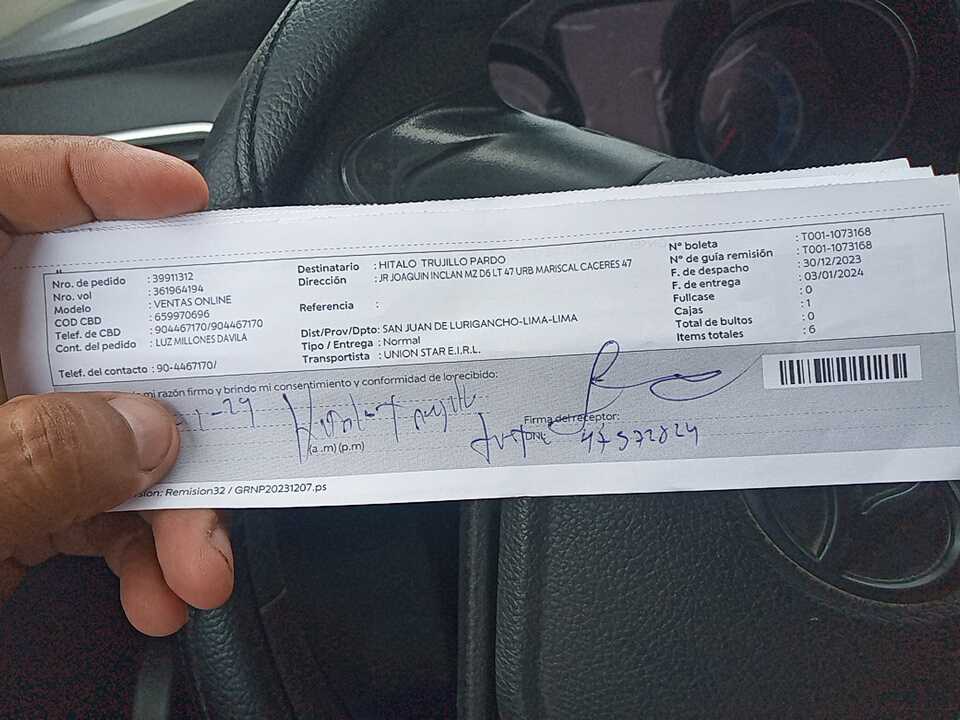 Nro. de pedido : 39911312
Nro. vol : 361964194
Modelo : VENTAS ONLINE
COD CBD : 659970696
Telef. de CBD : 904467170/904467170
Cont. del pedido : LUZ MILLONES DAVILA
Telef. del contacto : 90-4467170/
Destinatario : HITALO TRUJILLO PARDO
Dirección : JR JOAQUIN INCLAN MZ D6 LT 47 URB MARISCAL CACERES 47
Referencia :
Dist/Prov/Dpto: SAN JUAN DE LURIGANCHO-LIMA-LIMA
Tipo / Entrega : Normal
Transportista : UNION STAR E.I.R.L.
N° boleta : T001-1073168
N° de guía remisión : T001-1073168
F. de despacho : 30/12/2023
F. de entrega : 03/01/2024
Fullcase : 0
Cajas : 1
Total de bultos : 0
Items totales : 6
mi razón firmo y brindo mi consentimiento y conformidad de lo recibido:
(a .m) (p.m)
Firma del receptor:
DNI: 47572824
Remision32 / GRNP20231207.ps